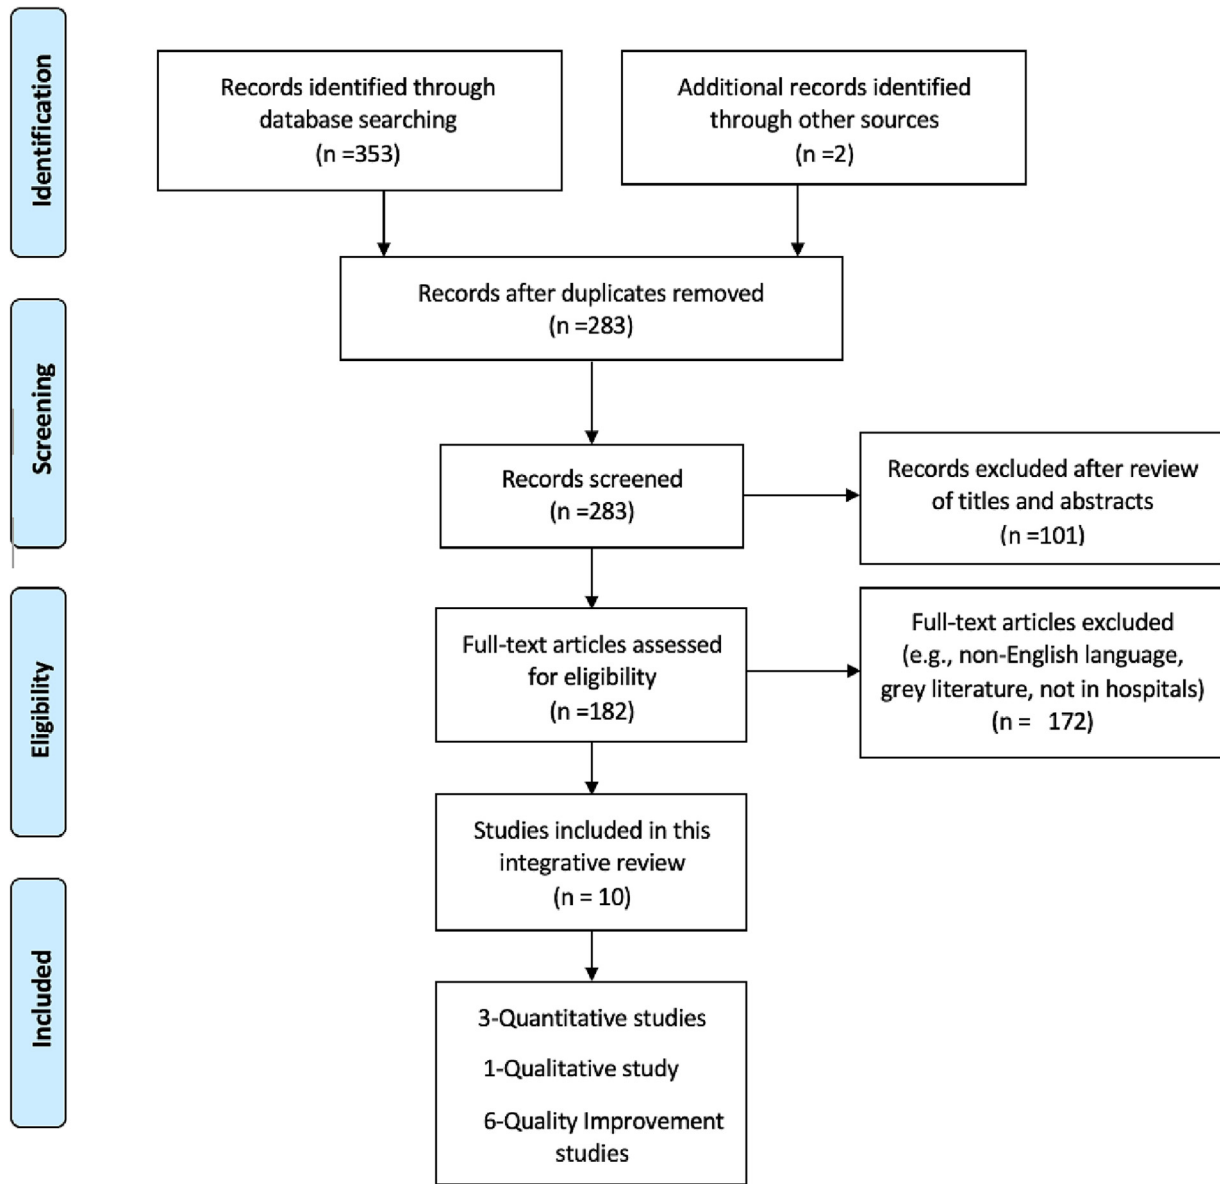 Identification
Records identified through
database searching
(n =353)
Additional records identified
through other sources
(n =2)
Records after duplicates removed
(n =283)
Screening
Records screened
(n =283)
Records excluded after review
of titles and abstracts
(n =101)
Eligibility
Full-text articles assessed
for eligibility
(n =182)
Full-text articles excluded
(e.g., non-English language,
grey literature, not in hospitals)
(n = 172)
Studies included in this
integrative review
(n = 10)
Included
3-Quantitative studies
1-Qualitative study
6-Quality Improvement
studies